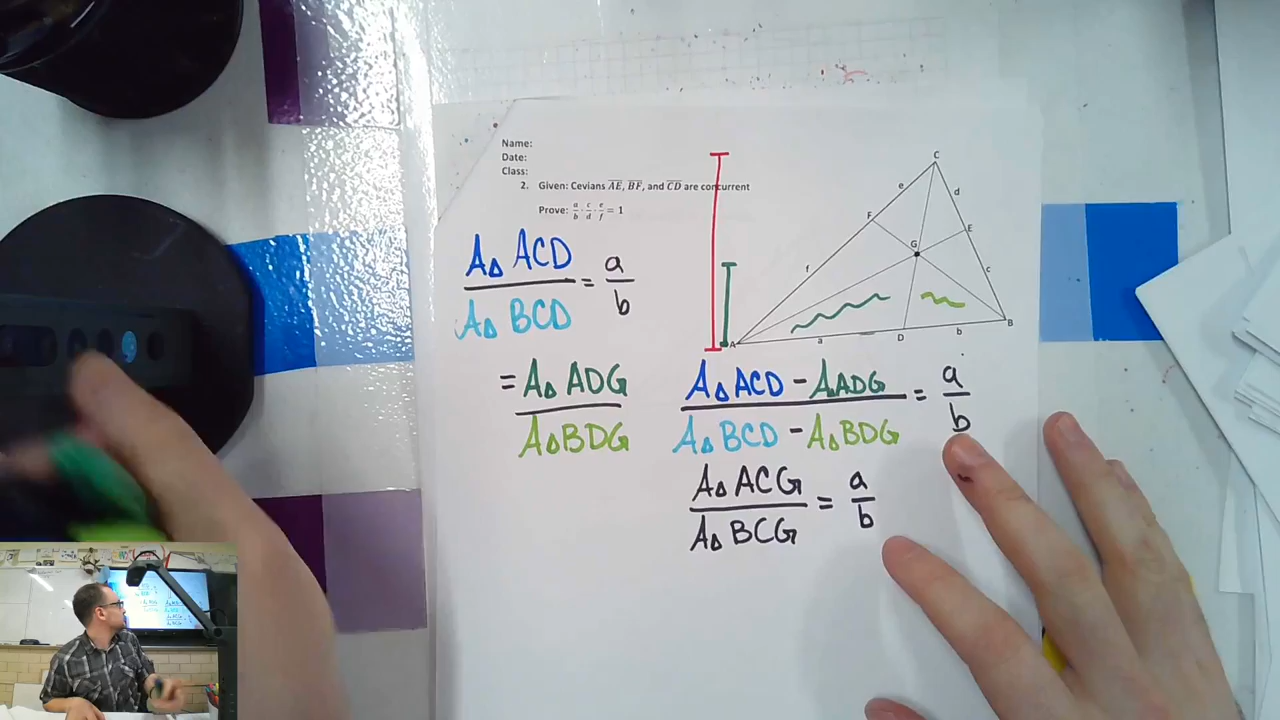 Name:
Date:
Class:
2. Given: Cevians AE, BF, and CD are concurrent
Prove: a/b · c/d · e/f = 1
A△ ACD / A△ BCD = a/b
= A△ ADG / A△ BDG
A△ ACD - A△ ADG / A△ BCD - A△ BDG = a/b
A△ ACG / A△ BCG = a/b
C
e
d
F
E
G
f
c
A
a
D
b
B